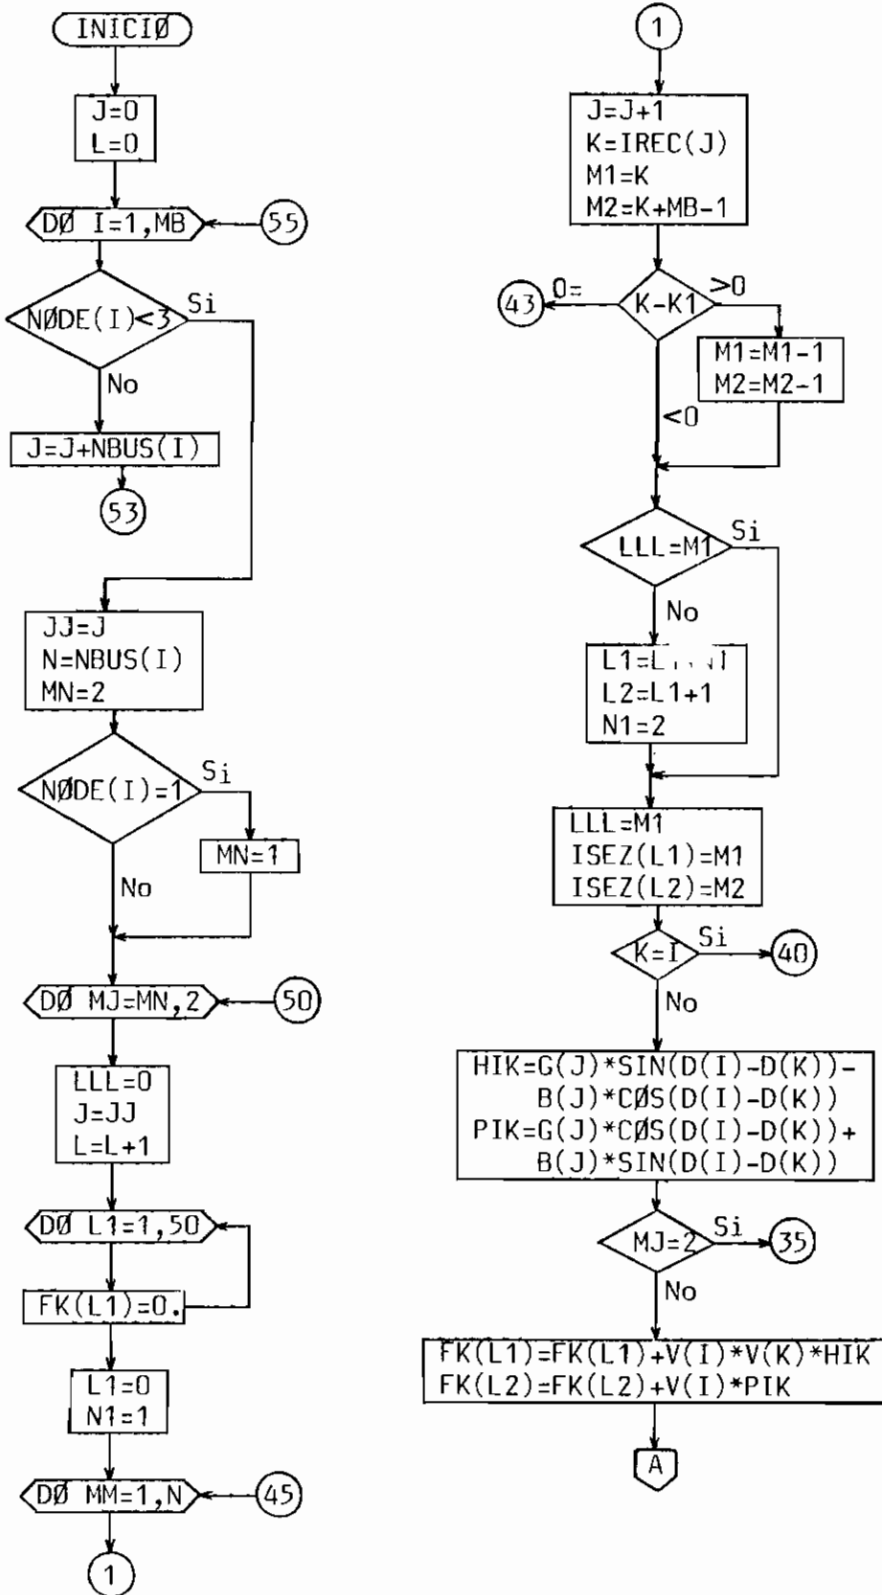 INICIØ
J=0
L=0
DØ I=1,MB
55
NØDE(I)<3
Si
No
J=J+NBUS(I)
53
JJ=J
N=NBUS(I)
MN=2
NØDE(I)=1
Si
MN=1
No
DØ MJ=MN,2
50
LLL=0
J=JJ
L=L+1
DØ L1=1,50
FK(L1)=0.
L1=0
N1=1
DØ MM=1,N
45
1
1
J=J+1
K=IREC(J)
M1=K
M2=K+MB-1
43
0=
K-K1
>0
M1=M1-1
M2=M2-1
<0
LLL=M1
Si
No
L2=L1+1
N1=2
LLL=M1
ISEZ(L1)=M1
ISEZ(L2)=M2
K=I
Si
40
No
HIK=G(J)*SIN(D(I)-D(K))-
B(J)*CØS(D(I)-D(K))
PIK=G(J)*CØS(D(I)-D(K))+
B(J)*SIN(D(I)-D(K))
MJ=2
Si
35
No
FK(L1)=FK(L1)+V(I)*V(K)*HIK
FK(L2)=FK(L2)+V(I)*PIK
A